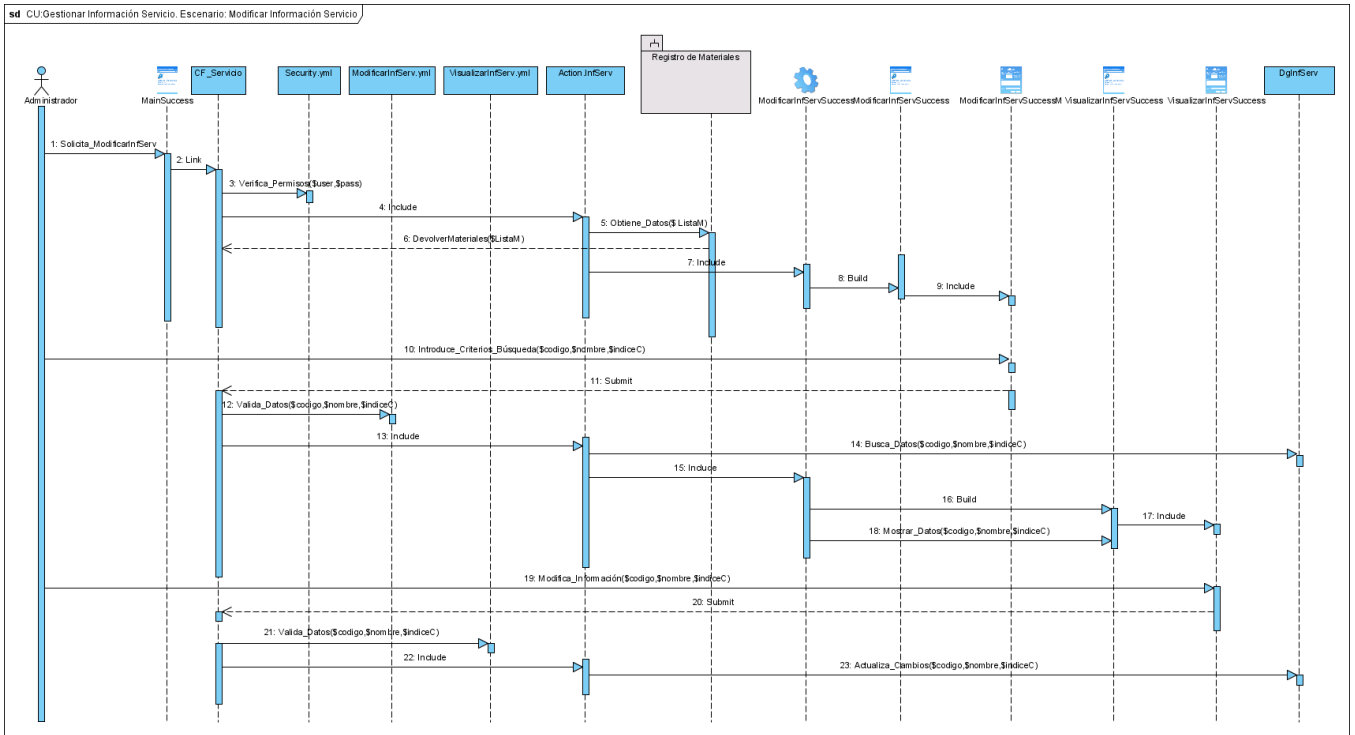 sd CU:Gestionar Información Servicio. Escenario: Modificar Información Servicio
Registro de Materiales
CF_Servicio
Security.yml
ModificarInfServ.yml
VisualizarInfServ.yml
Action.InfServ
DgInfServ
Administrador
MainSuccess
ModificarInfServSuccess
ModificarInfServSuccess
ModificarInfServSuccessM
VisualizarInfServSuccess
VisualizarInfServSuccess
1: Solicita_ModificarInfServ
2: Link
3: Verifica_Permisos($user,$pass)
4: Include
5: Obtiene_Datos($ ListaM)
6: DevolverMateriales($ListaM)
7: Include
8: Build
9: Include
10: Introduce_Criterios_Búsqueda($codigo,$nombre,$indiceC)
11: Submit
12: Valida_Datos($codigo,$nombre,$indiceC)
13: Include
14: Busca_Datos($codigo,$nombre,$indiceC)
15: Include
16: Build
17: Include
18: Mostrar_Datos($codigo,$nombre,$indiceC)
19: Modifica_Información($codigo,$nombre,$indiceC)
20: Submit
21: Valida_Datos($codigo,$nombre,$indiceC)
22: Include
23: Actualiza_Cambios($codigo,$nombre,$indiceC)